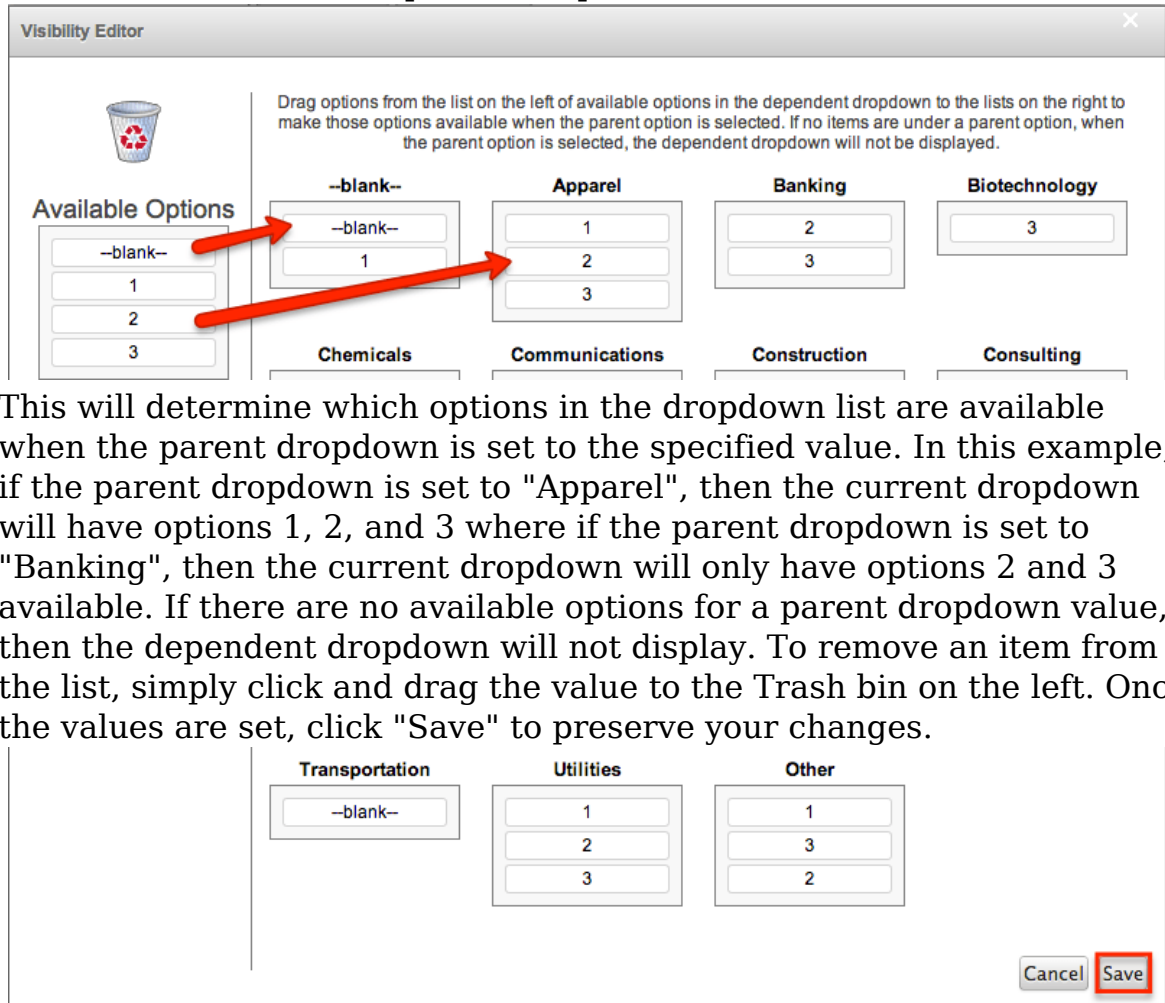 Visibility Editor
Drag options from the list on the left of available options in the dependent dropdown to the lists on the right to
make those options available when the parent option is selected. If no items are under a parent option, when
the parent option is selected, the dependent dropdown will not be displayed.
Available Options
--blank--
1
2
3
--blank--
--blank--
1
Apparel
1
2
3
Banking
2
3
Biotechnology
3
Chemicals
Communications
Construction
Consulting
This will determine which options in the dropdown list are available
when the parent dropdown is set to the specified value. In this example,
if the parent dropdown is set to "Apparel", then the current dropdown
will have options 1, 2, and 3 where if the parent dropdown is set to
"Banking", then the current dropdown will only have options 2 and 3
available. If there are no available options for a parent dropdown value,
then the dependent dropdown will not display. To remove an item from
the list, simply click and drag the value to the Trash bin on the left. Onc
the values are set, click "Save" to preserve your changes.
Transportation
--blank--
Utilities
1
2
3
Other
1
3
2
Cancel
Save